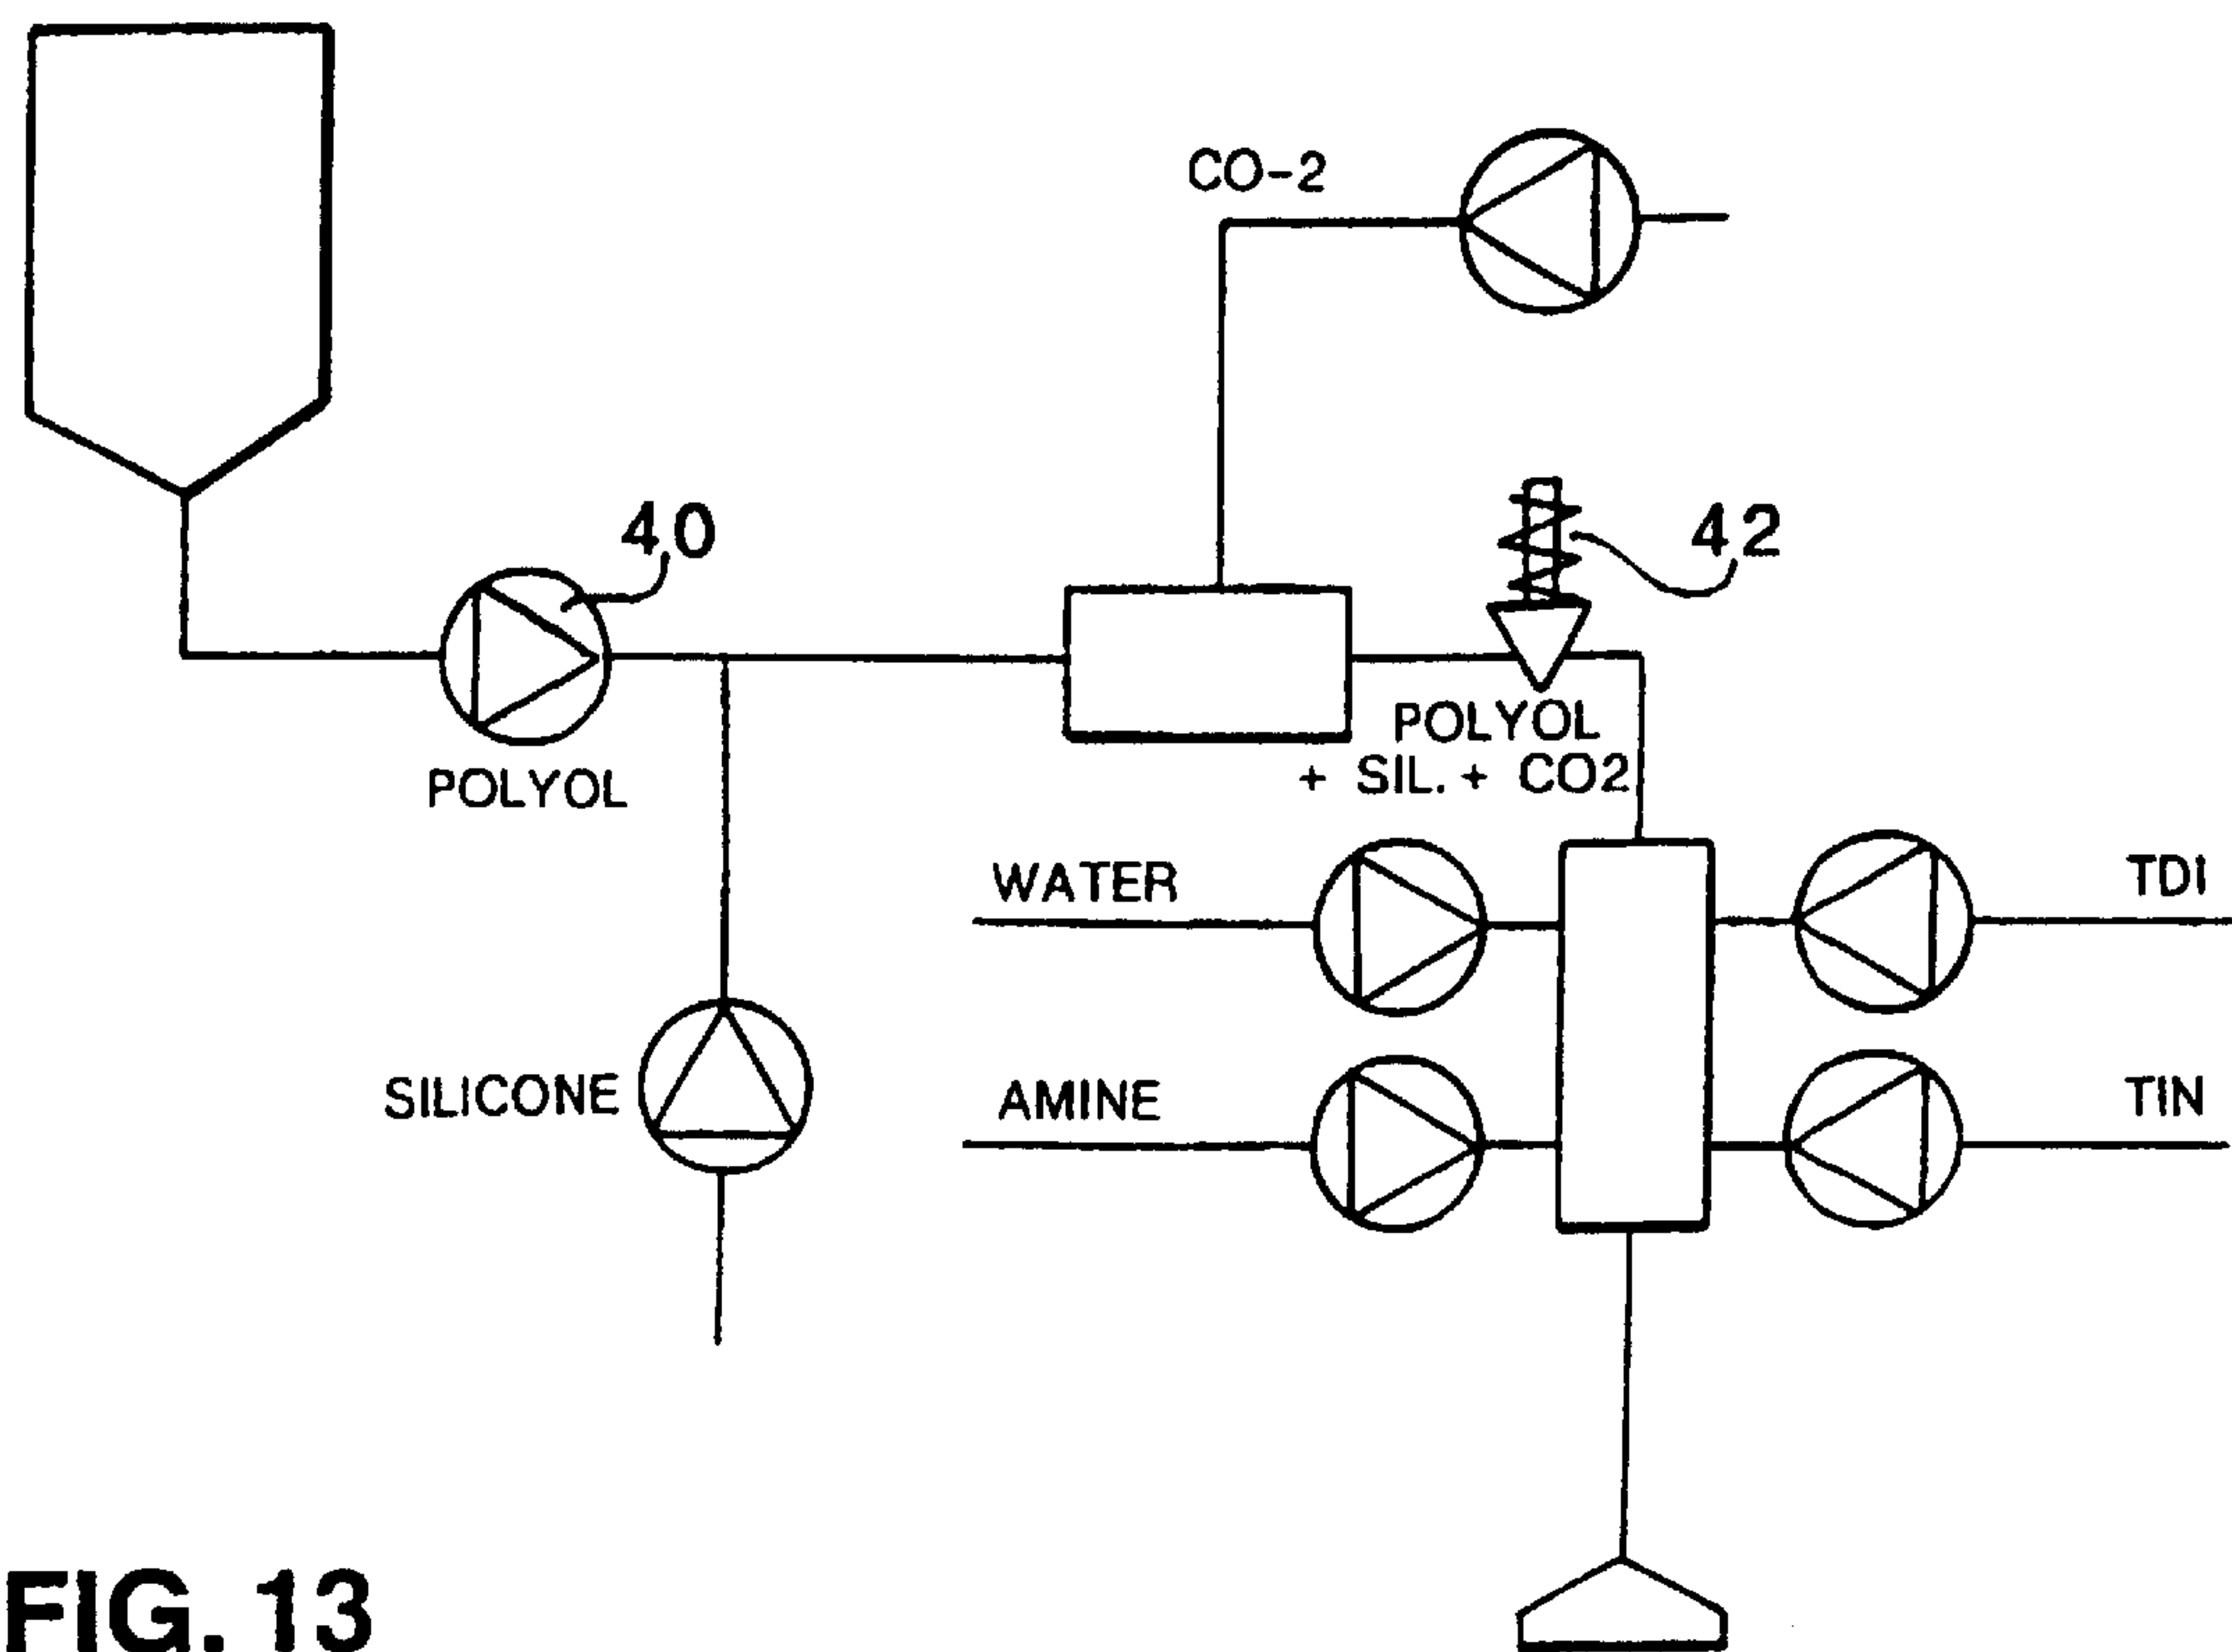 CO-2
40
42
POLYOL
POLYOL
+ SIL. + CO2
WATER
TDI
SILICONE
AMINE
TIN
FIG. 13